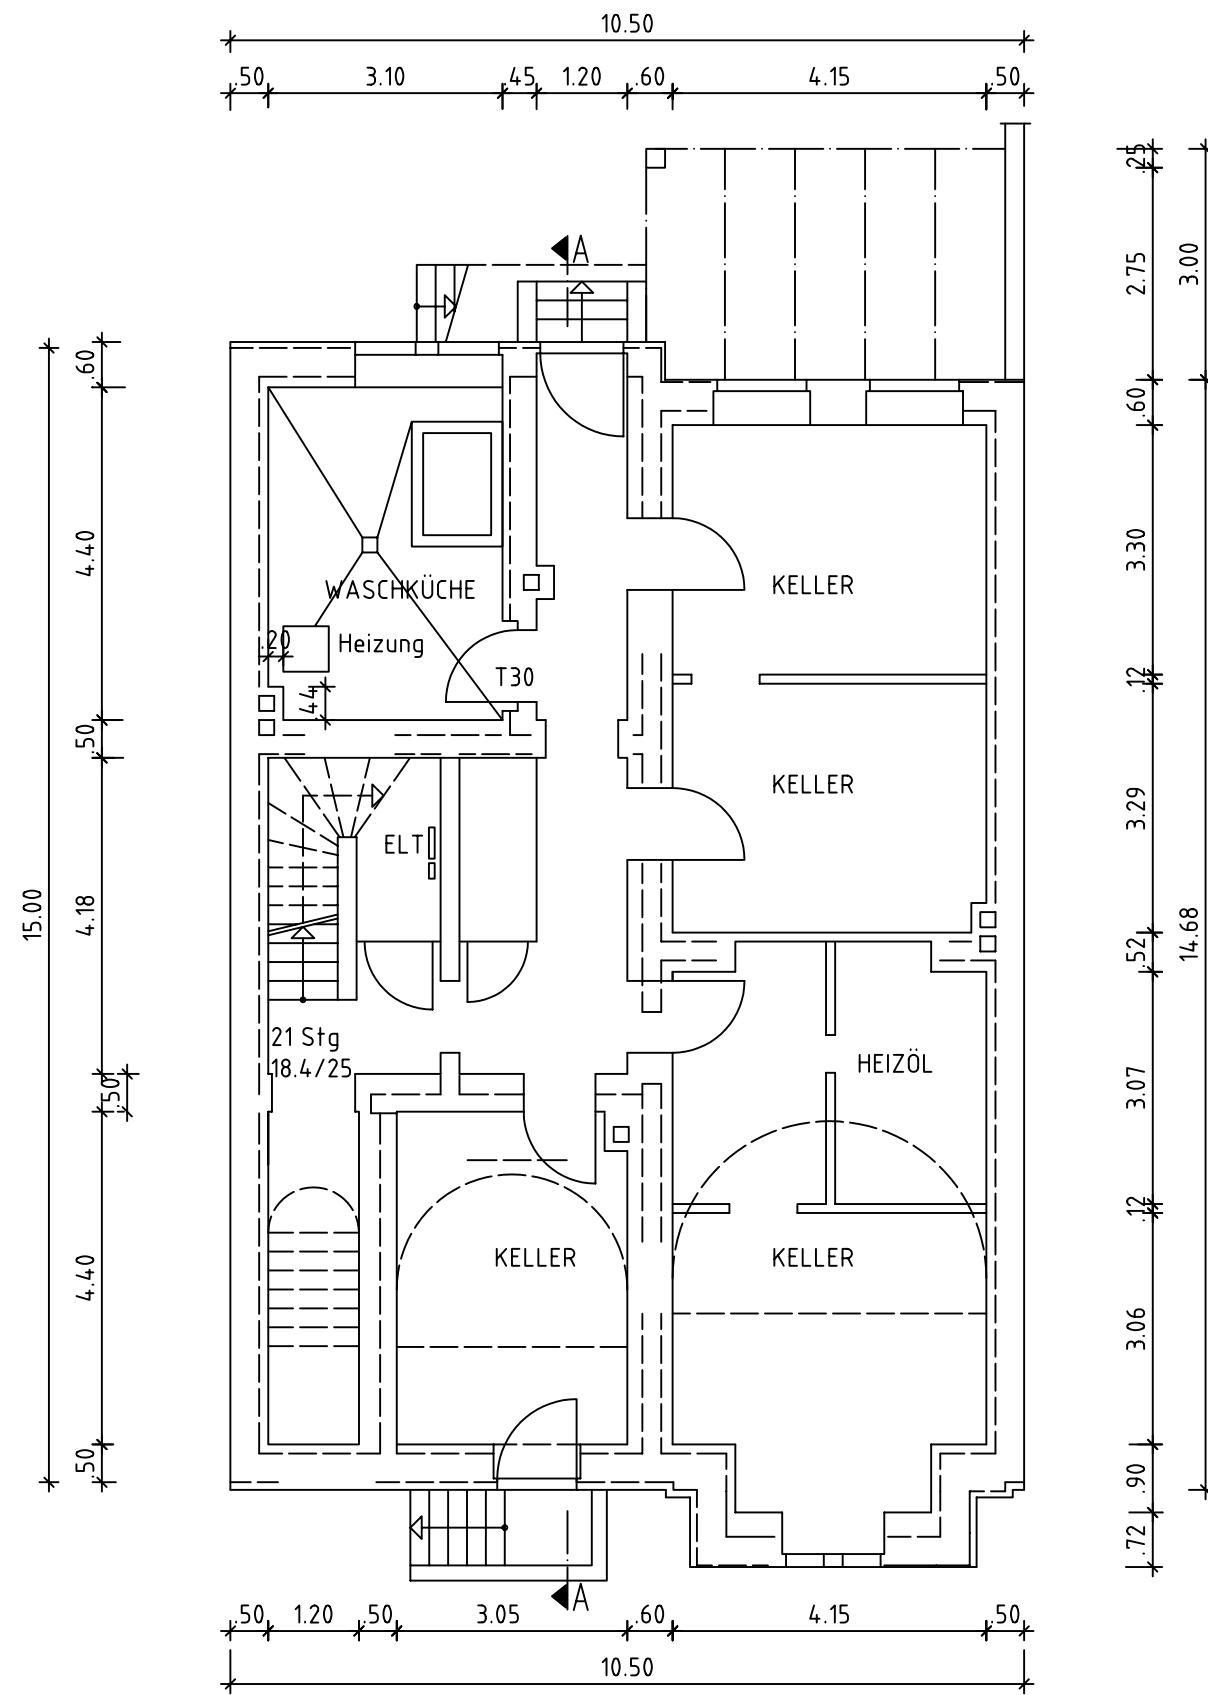 10.50
.50 3.10 .45 1.20 .60 4.15 .50
.25
2.75
3.00
A
.60
.60
4.40
3.30
WASCHKÜCHE
KELLER
.20
Heizung
.44
T30
.12
.50
KELLER
3.29
ELT
4.18
15.00
14.68
.52
21 Stg
18.4/25
HEIZÖL
.50
3.07
.12
KELLER
KELLER
4.40
3.06
.50
.90
.72
A
.50 1.20 .50 3.05 .60 4.15 .50
10.50